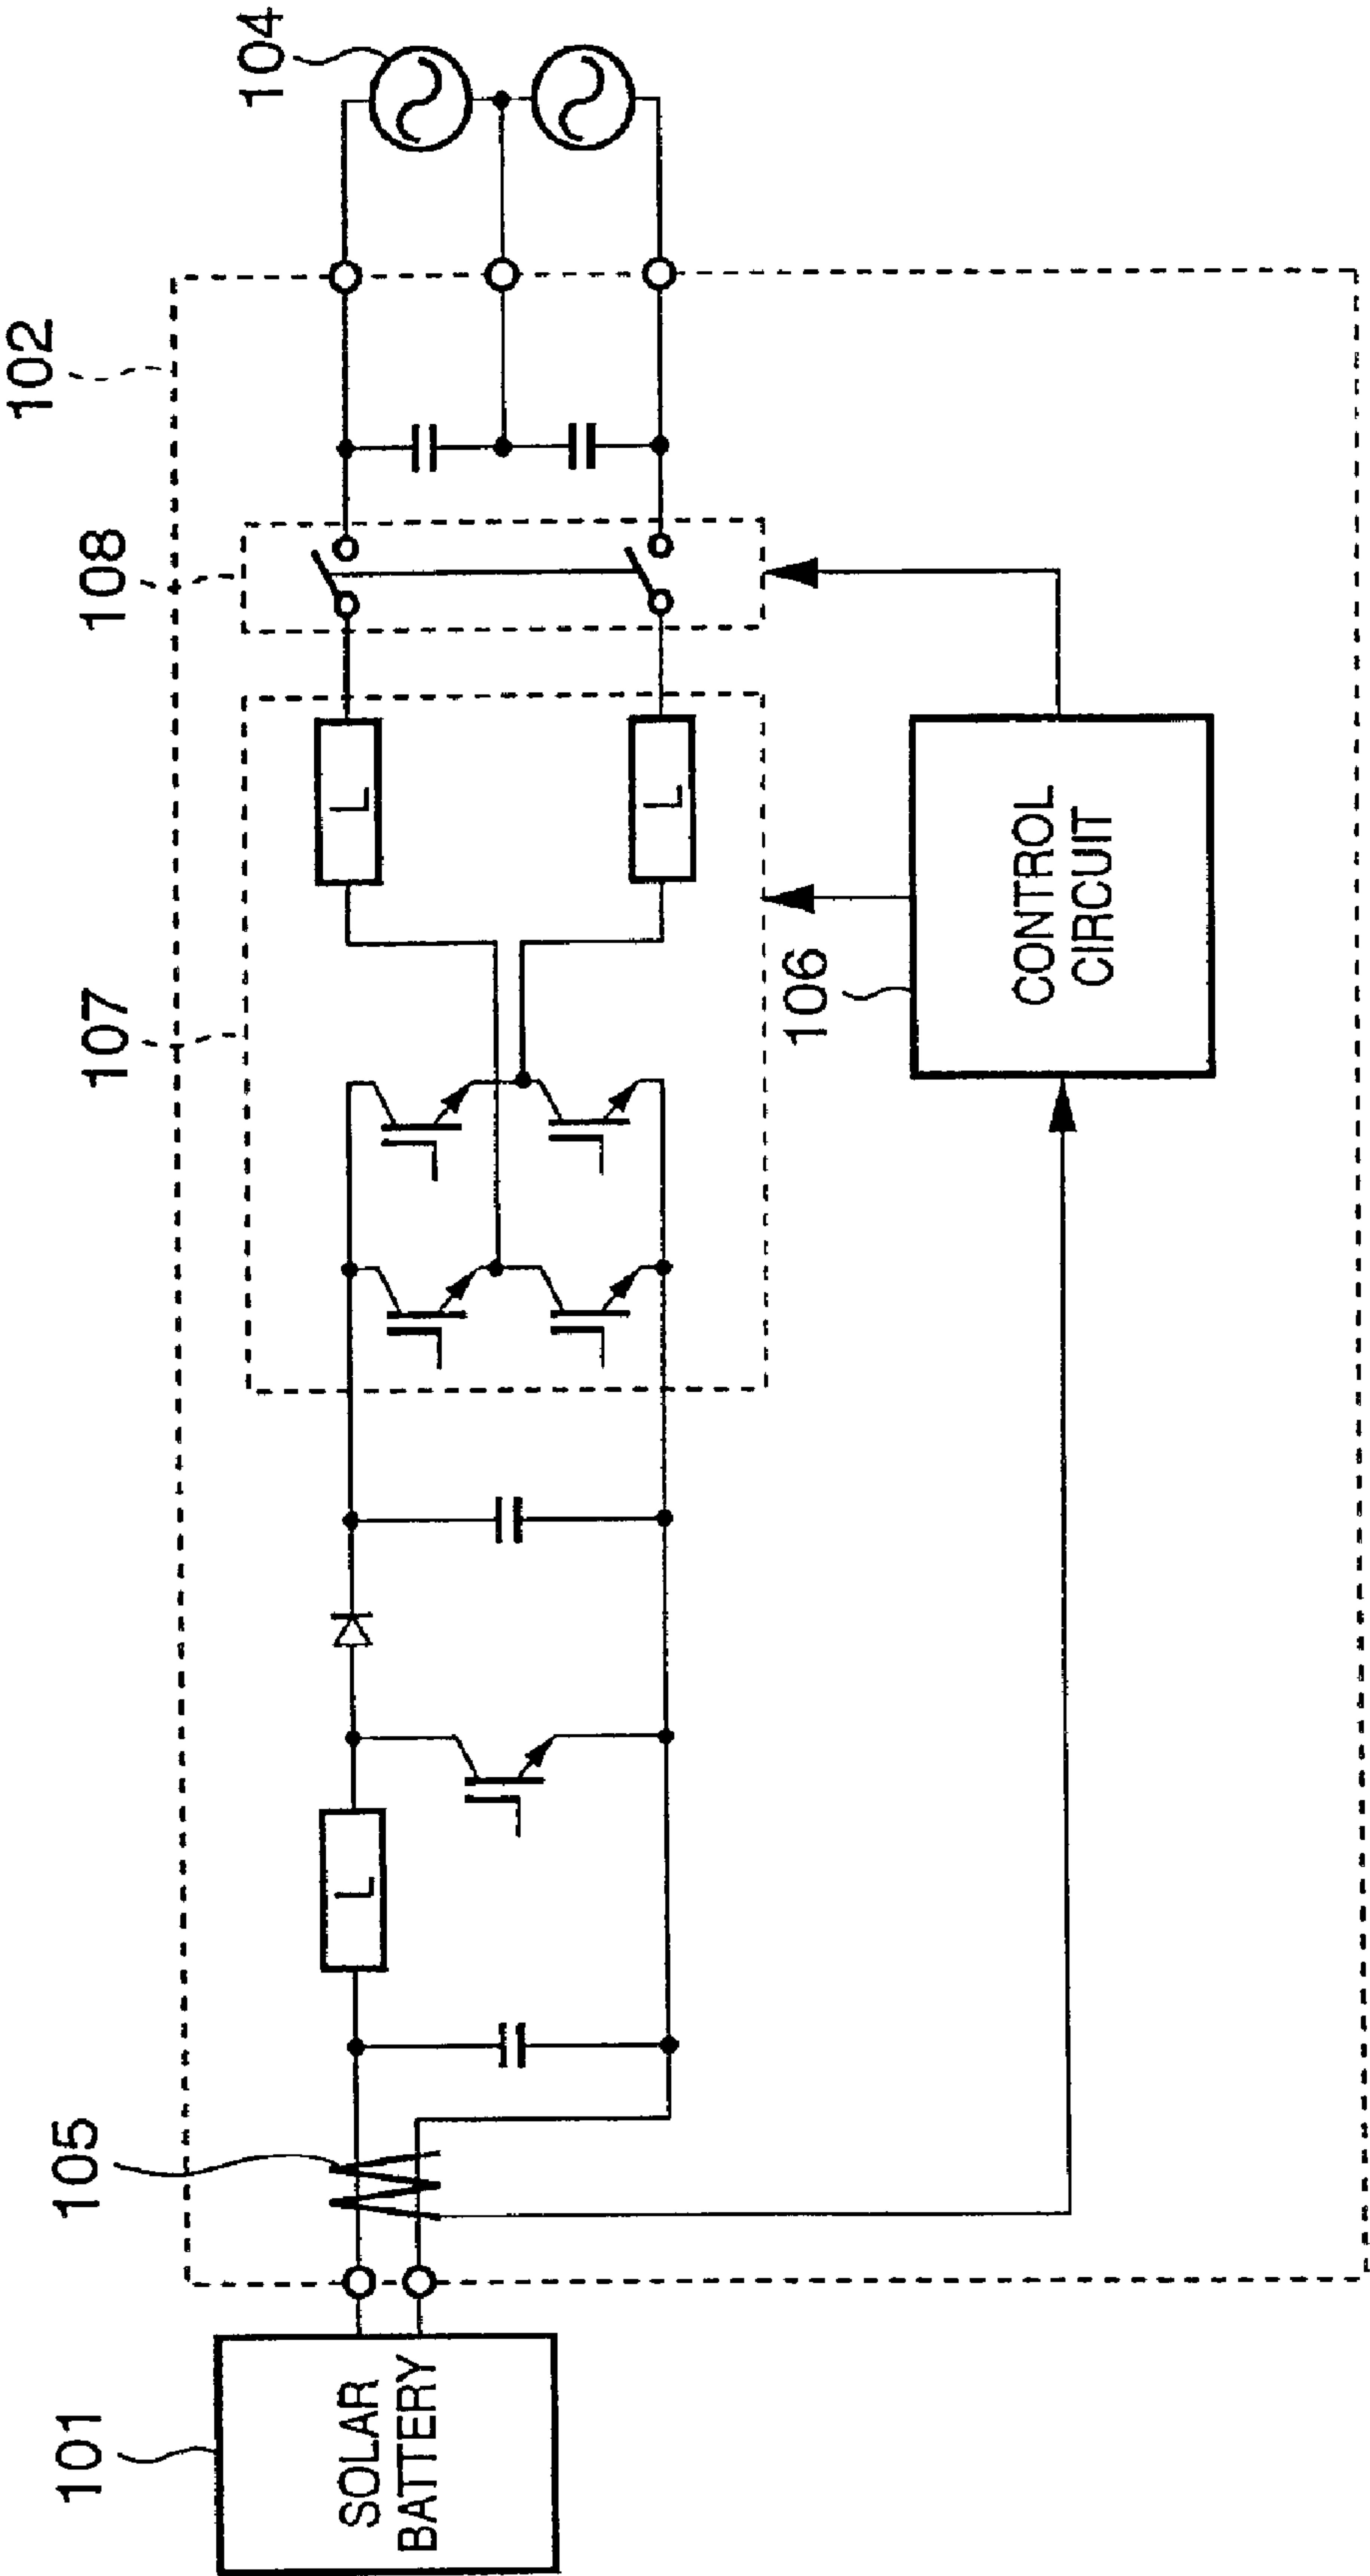 102
104
108
107
105
101
SOLAR
BATTERY
L
L
L
106
CONTROL
CIRCUIT